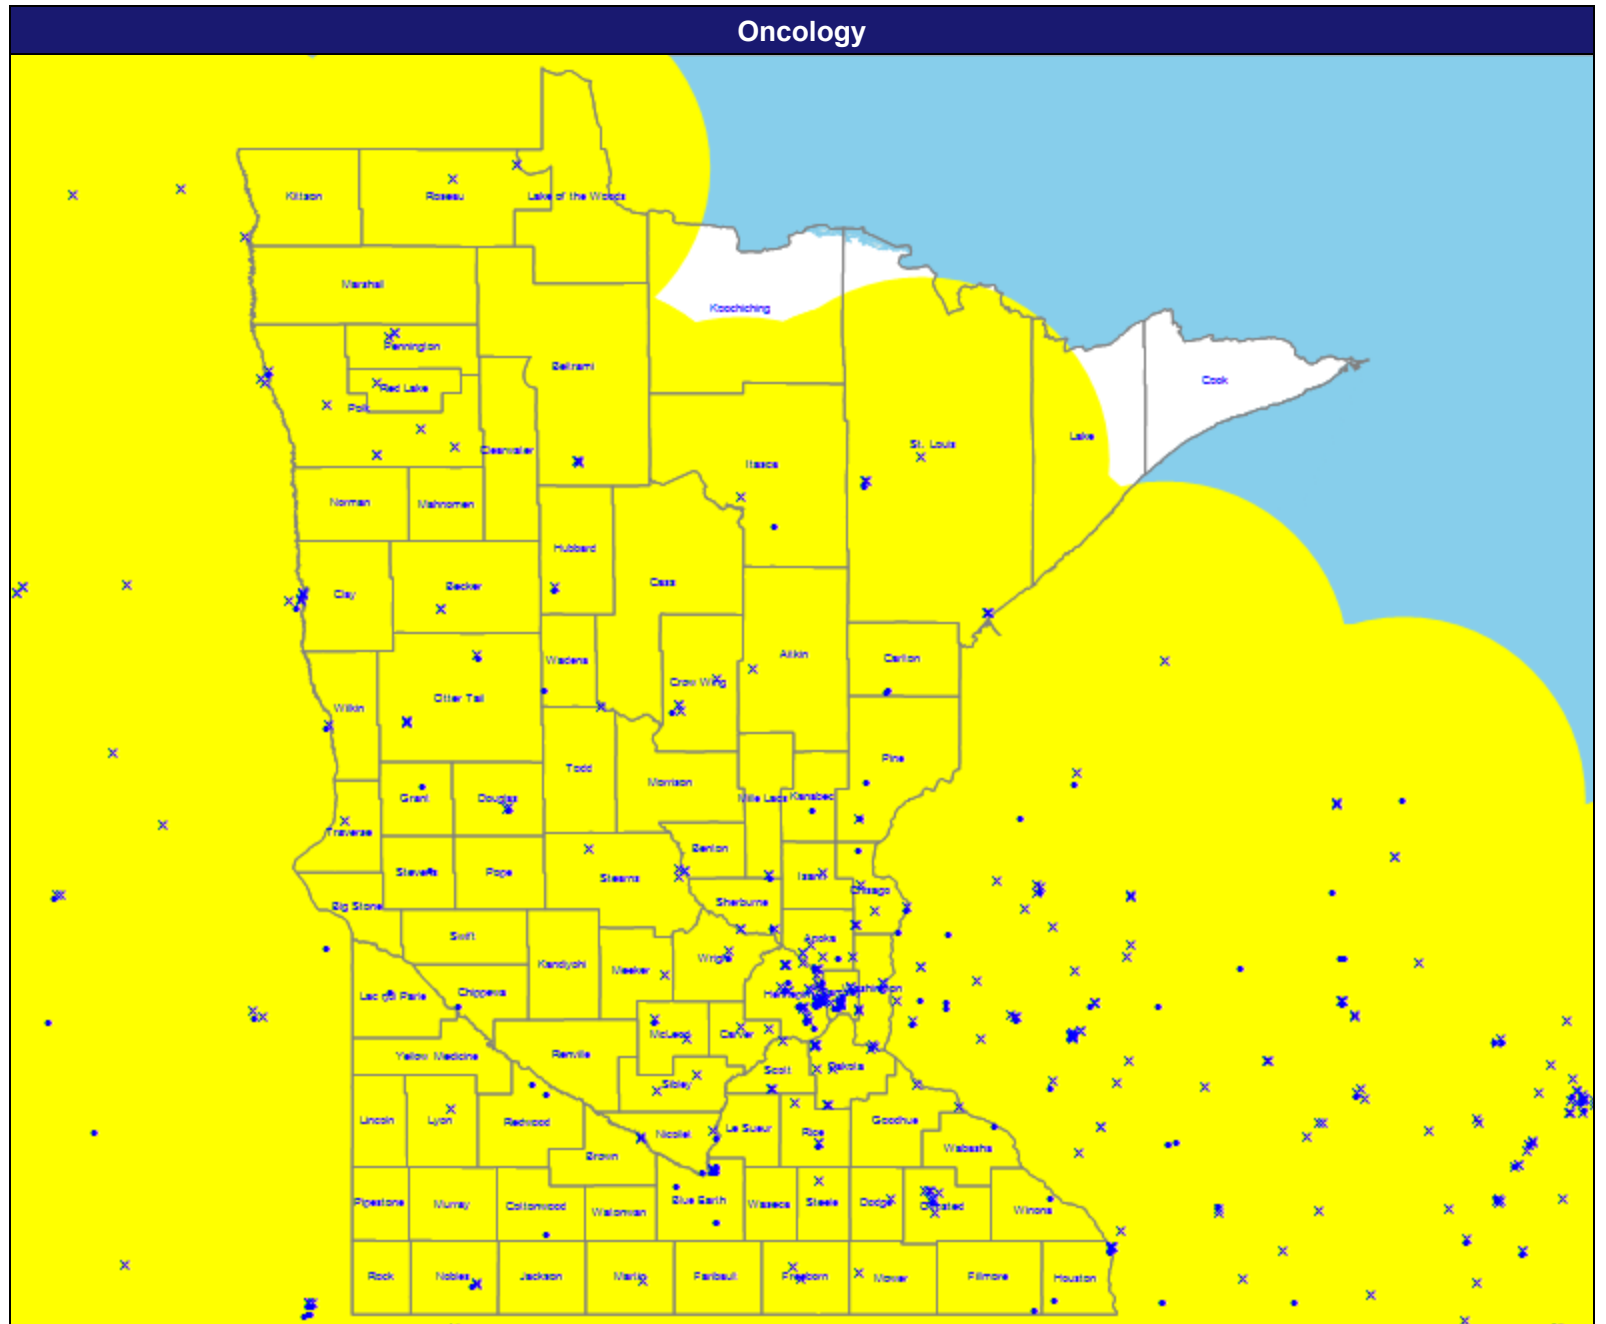 Oncology
Kittson
Roseau
Lake of the Woods
Marshall
Koochiching
Pennington
Beltrami
Cook
Red Lake
Polk
Lake
St. Louis
Clearwater
Itasca
Norman
Mahnomen
Hubbard
Cass
Becker
Clay
Aitkin
Carlton
Wadena
Crow Wing
Otter Tail
Wilkin
Pine
Todd
Morrison
Grant
Douglas
Mille Lacs
Kanabec
Traverse
Benton
Stevens
Pope
Stearns
Isanti
Chisago
Sherburne
Big Stone
Swift
Anoka
Wright
Kandiyohi
Meeker
Chippewa
Lac qui Parle
Hennepin
Washington
McLeod
Carver
Renville
Yellow Medicine
Scott
Dakota
Sibley
Lincoln
Lyon
Redwood
Nicollet
Le Sueur
Rice
Goodhue
Wabasha
Brown
Pipestone
Murray
Cottonwood
Watonwan
Blue Earth
Waseca
Steele
Dodge
Olmsted
Winona
Rock
Nobles
Jackson
Martin
Faribault
Freeborn
Mower
Fillmore
Houston